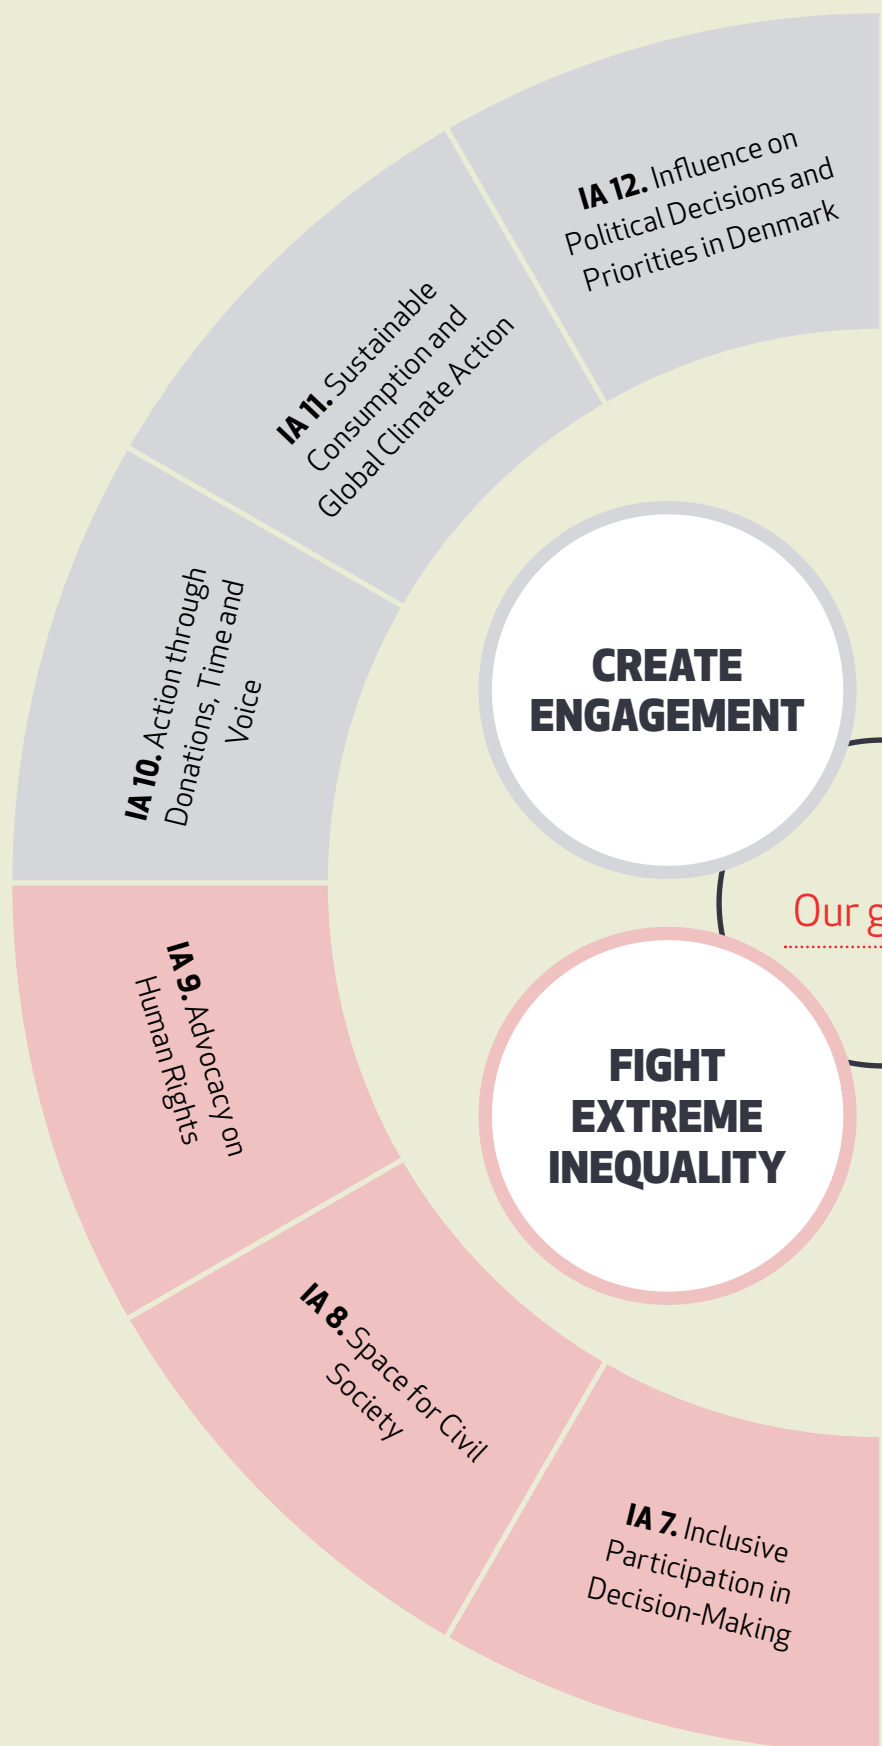 IA 12. Influence on
Political Decisions and
Priorities in Denmark
IA 11. Sustainable
Consumption and
Global Climate Action
IA 10. Action through
Donations, Time and
Voice
CREATE
ENGAGEMENT
Our g
FIGHT
EXTREME
INEQUALITY
IA 9. Advocacy on
Human Rights
IA 8. Space for Civil
Society
IA 7. Inclusive
Participation in
Decision-Making